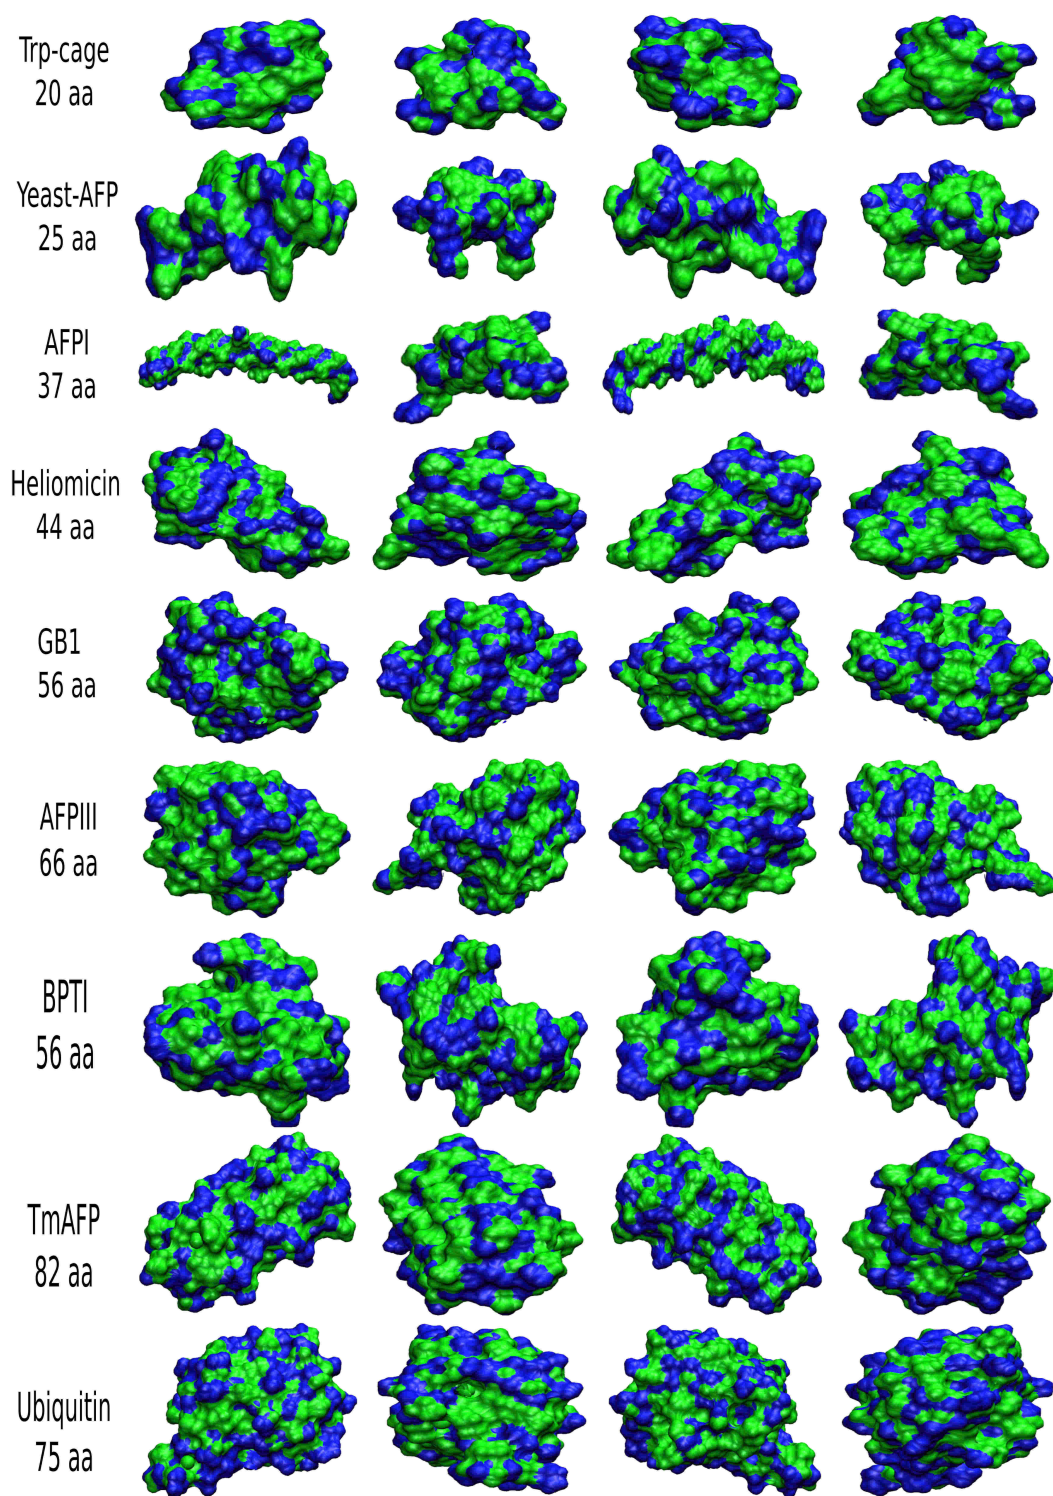 Trp-cage
20 aa
Yeast-AFP
25 aa
AFPI
37 aa
Heliomicin
44 aa
GB1
56 aa
AFPIII
66 aa
BPTI
56 aa
TmAFP
82 aa
Ubiquitin
75 aa